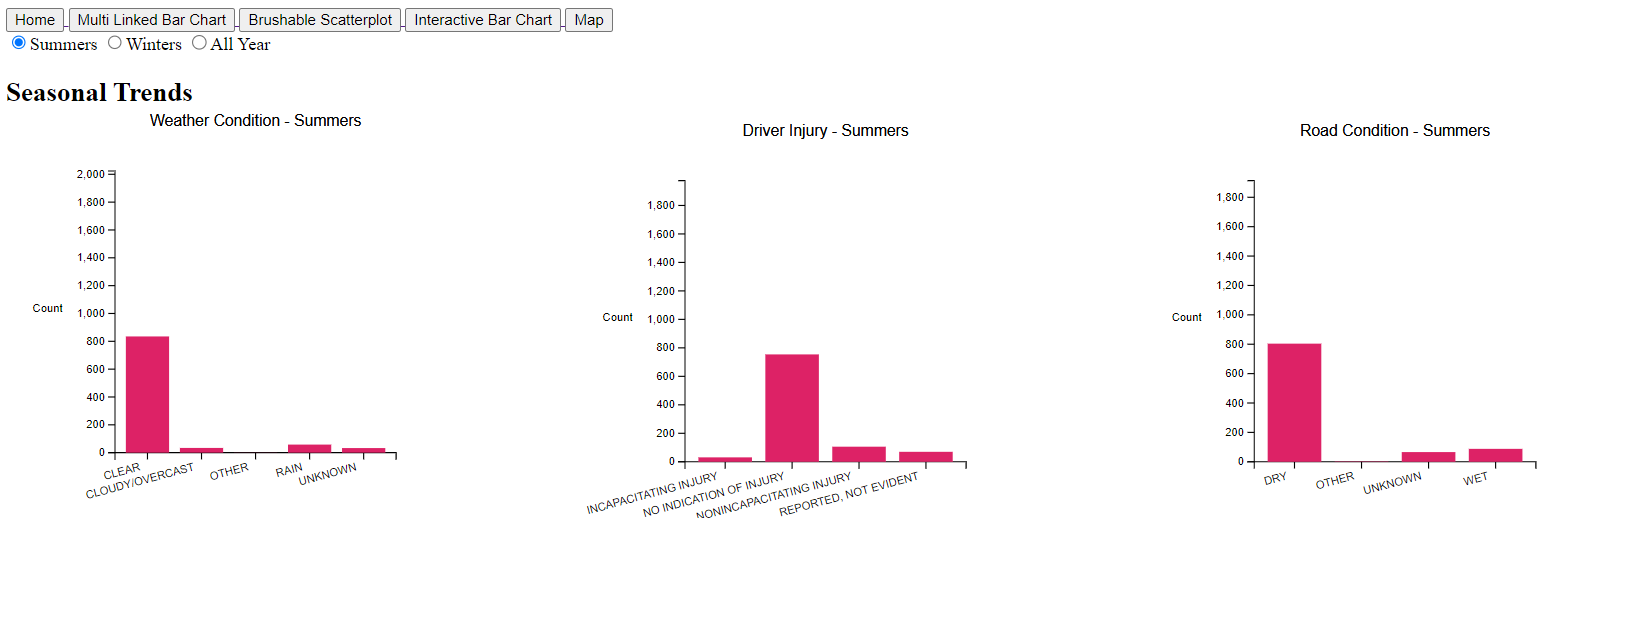 Home Multi Linked Bar Chart Brushable Scatterplot Interactive Bar Chart Map
Summers Winters All Year
Seasonal Trends
Weather Condition - Summers
2,000
1,800
1,600
1,400
1,200
1,000
800
600
400
200
0
Count
CLEAR
CLOUDY/OVERCAST
OTHER
RAIN
UNKNOWN
Driver Injury - Summers
1,800
1,600
1,400
1,200
1,000
800
600
400
200
0
Count
INCAPACITATING INJURY
NO INDICATION OF INJURY
NONINCAPACITATING INJURY
REPORTED, NOT EVIDENT
Road Condition - Summers
1,800
1,600
1,400
1,200
1,000
800
600
400
200
0
Count
DRY
OTHER
UNKNOWN
WET